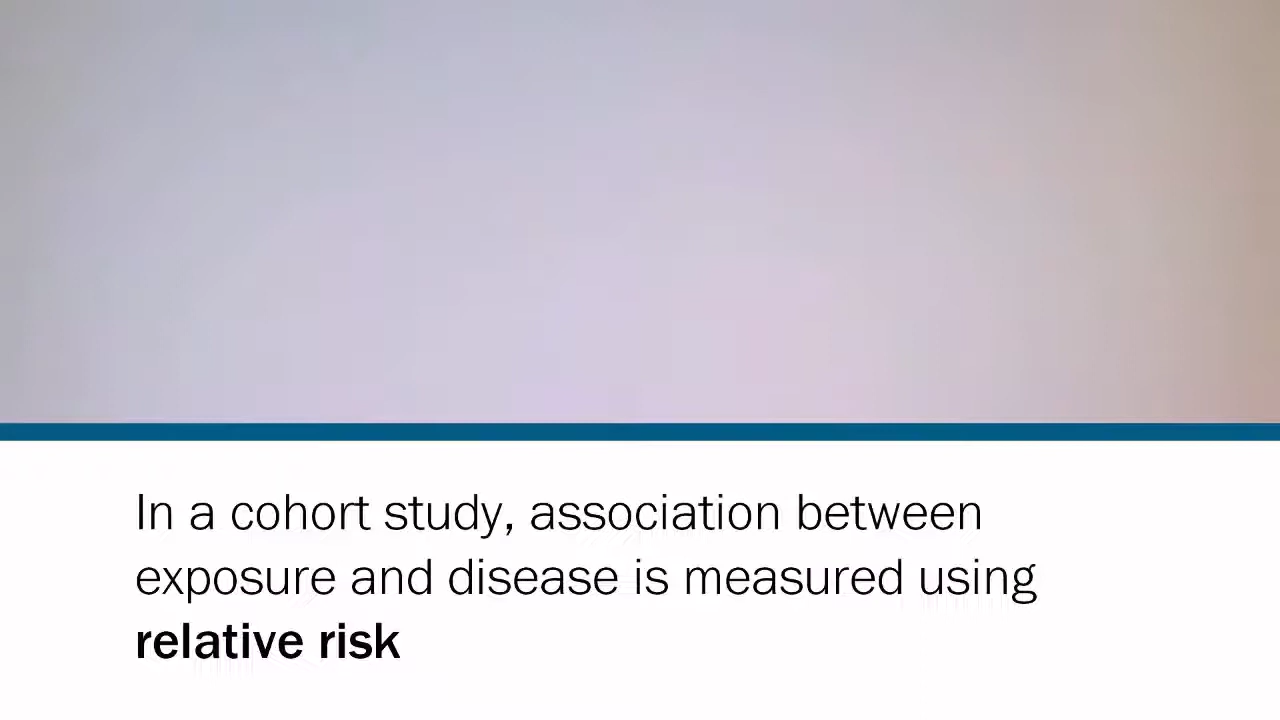 In a cohort study, association between
exposure and disease is measured using
relative risk